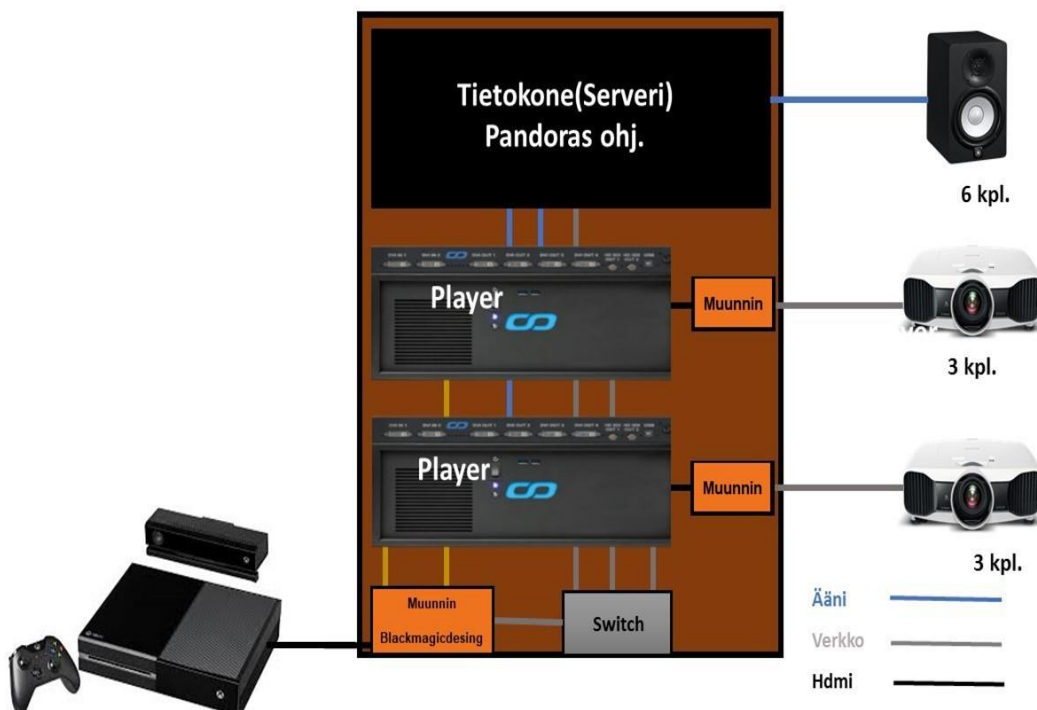 Tietokone(Serveri)
Pandoras ohj.
6 kpl.
Player
Muunnin
3 kpl.
Player
Muunnin
3 kpl.
Muunnin
Blackmagicdesing
Switch
Ääni
Verkko
Hdmi